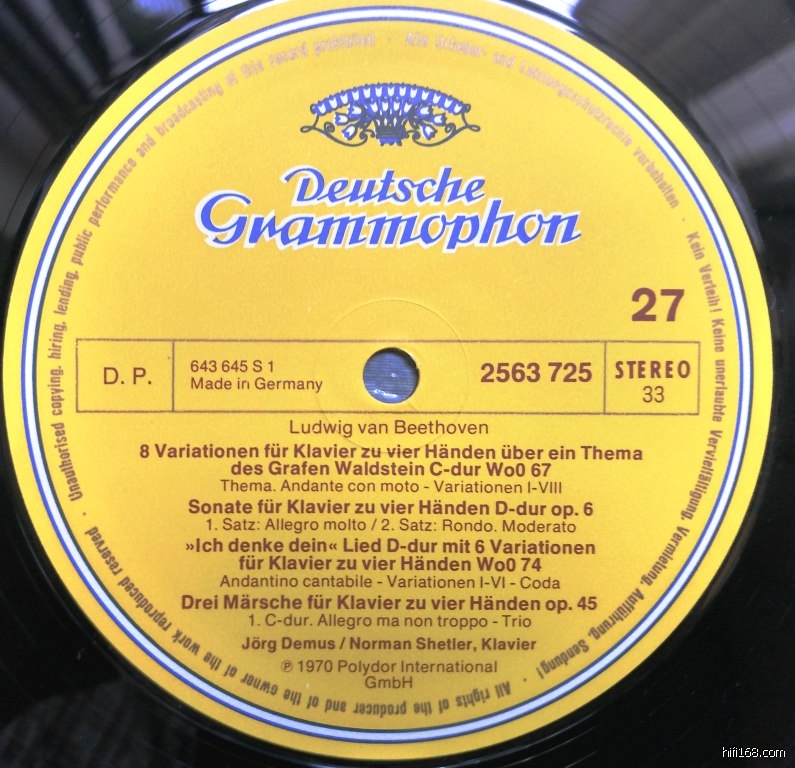 Unauthorised copying, hiring, lending, public performance and broadcasting of this record prohibited · Alle Urheber- und Leistungsschutzrechte vorbehalten · Kein Verleih! Keine unerlaubte Vervielfältigung, Vermietung, Aufführung, Sendung! · All rights of the producer and of the owner of the work reproduced reserved ·
Deutsche
Grammophon
27
D. P.
643 645 S 1
Made in Germany
2563 725
STEREO
33
Ludwig van Beethoven
8 Variationen für Klavier zu vier Händen über ein Thema
des Grafen Waldstein C-dur Wo0 67
Thema. Andante con moto - Variationen I-VIII
Sonate für Klavier zu vier Händen D-dur op. 6
1. Satz: Allegro molto / 2. Satz: Rondo. Moderato
»Ich denke dein« Lied D-dur mit 6 Variationen
für Klavier zu vier Händen Wo0 74
Andantino cantabile - Variationen I-VI - Coda
Drei Märsche für Klavier zu vier Händen op. 45
1. C-dur. Allegro ma non troppo - Trio
Jörg Demus / Norman Shetler, Klavier
℗ 1970 Polydor International
GmbH
hifi168.com